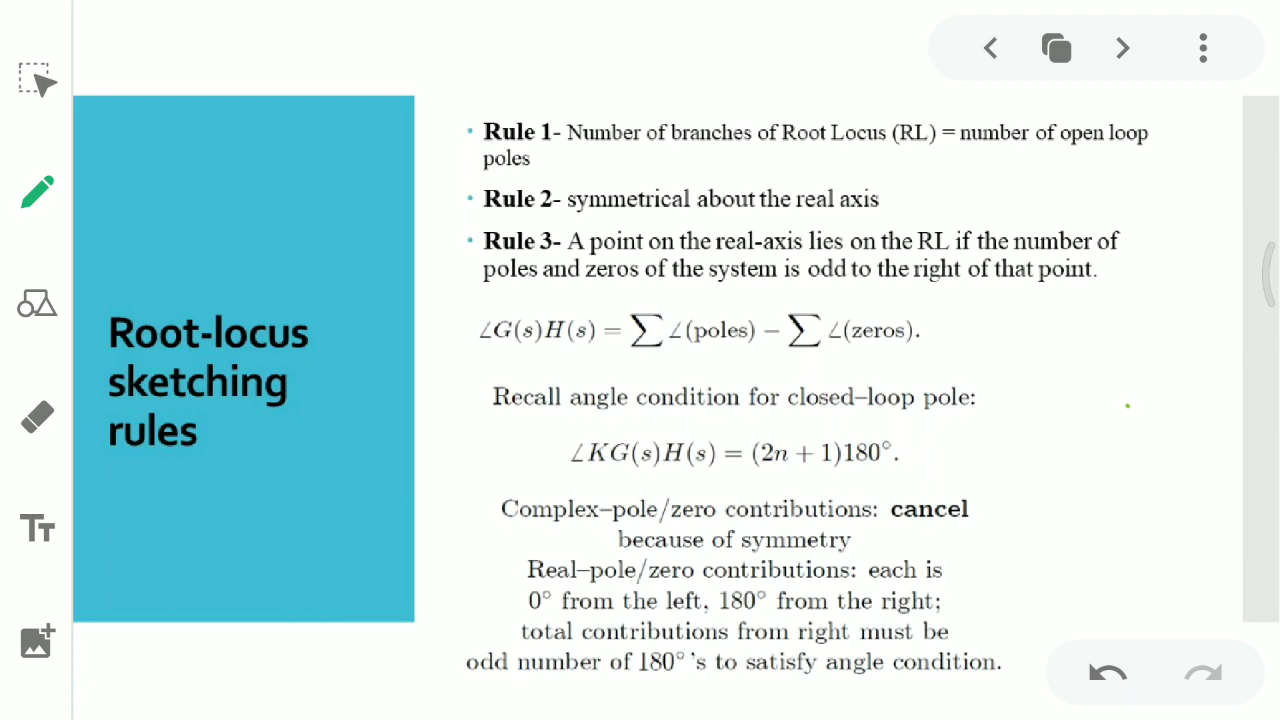 Root-locus
sketching
rules
• Rule 1- Number of branches of Root Locus (RL) = number of open loop
poles
• Rule 2- symmetrical about the real axis
• Rule 3- A point on the real-axis lies on the RL if the number of
poles and zeros of the system is odd to the right of that point.
∠G(s)H(s) = ∑ ∠(poles) − ∑ ∠(zeros).
Recall angle condition for closed–loop pole:
∠KG(s)H(s) = (2n + 1)180°.
Complex–pole/zero contributions: cancel
because of symmetry
Real–pole/zero contributions: each is
0° from the left, 180° from the right;
total contributions from right must be
odd number of 180°'s to satisfy angle condition.
Tт